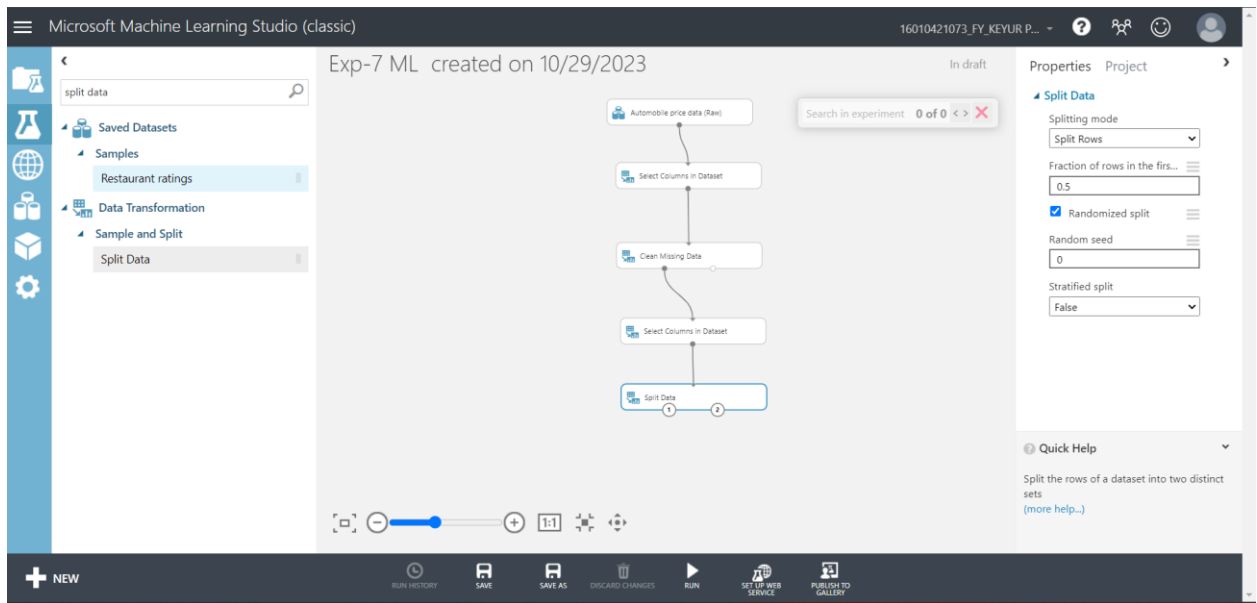 Microsoft Machine Learning Studio (classic)
16010421073_FY_KEYUR P...
split data
Saved Datasets
Samples
Restaurant ratings
Data Transformation
Sample and Split
Split Data
Exp-7 ML created on 10/29/2023
In draft
Automobile price data (Raw)
Search in experiment 0 of 0 < >
Select Columns in Dataset
Clean Missing Data
Select Columns in Dataset
Split Data
1 2
1:1
Properties Project
Split Data
Splitting mode
Split Rows
Fraction of rows in the firs...
0.5
Randomized split
Random seed
0
Stratified split
False
Quick Help
Split the rows of a dataset into two distinct
sets
(more help...)
NEW
RUN HISTORY
SAVE
SAVE AS
DISCARD CHANGES
RUN
SET UP WEB
SERVICE
PUBLISH TO
GALLERY